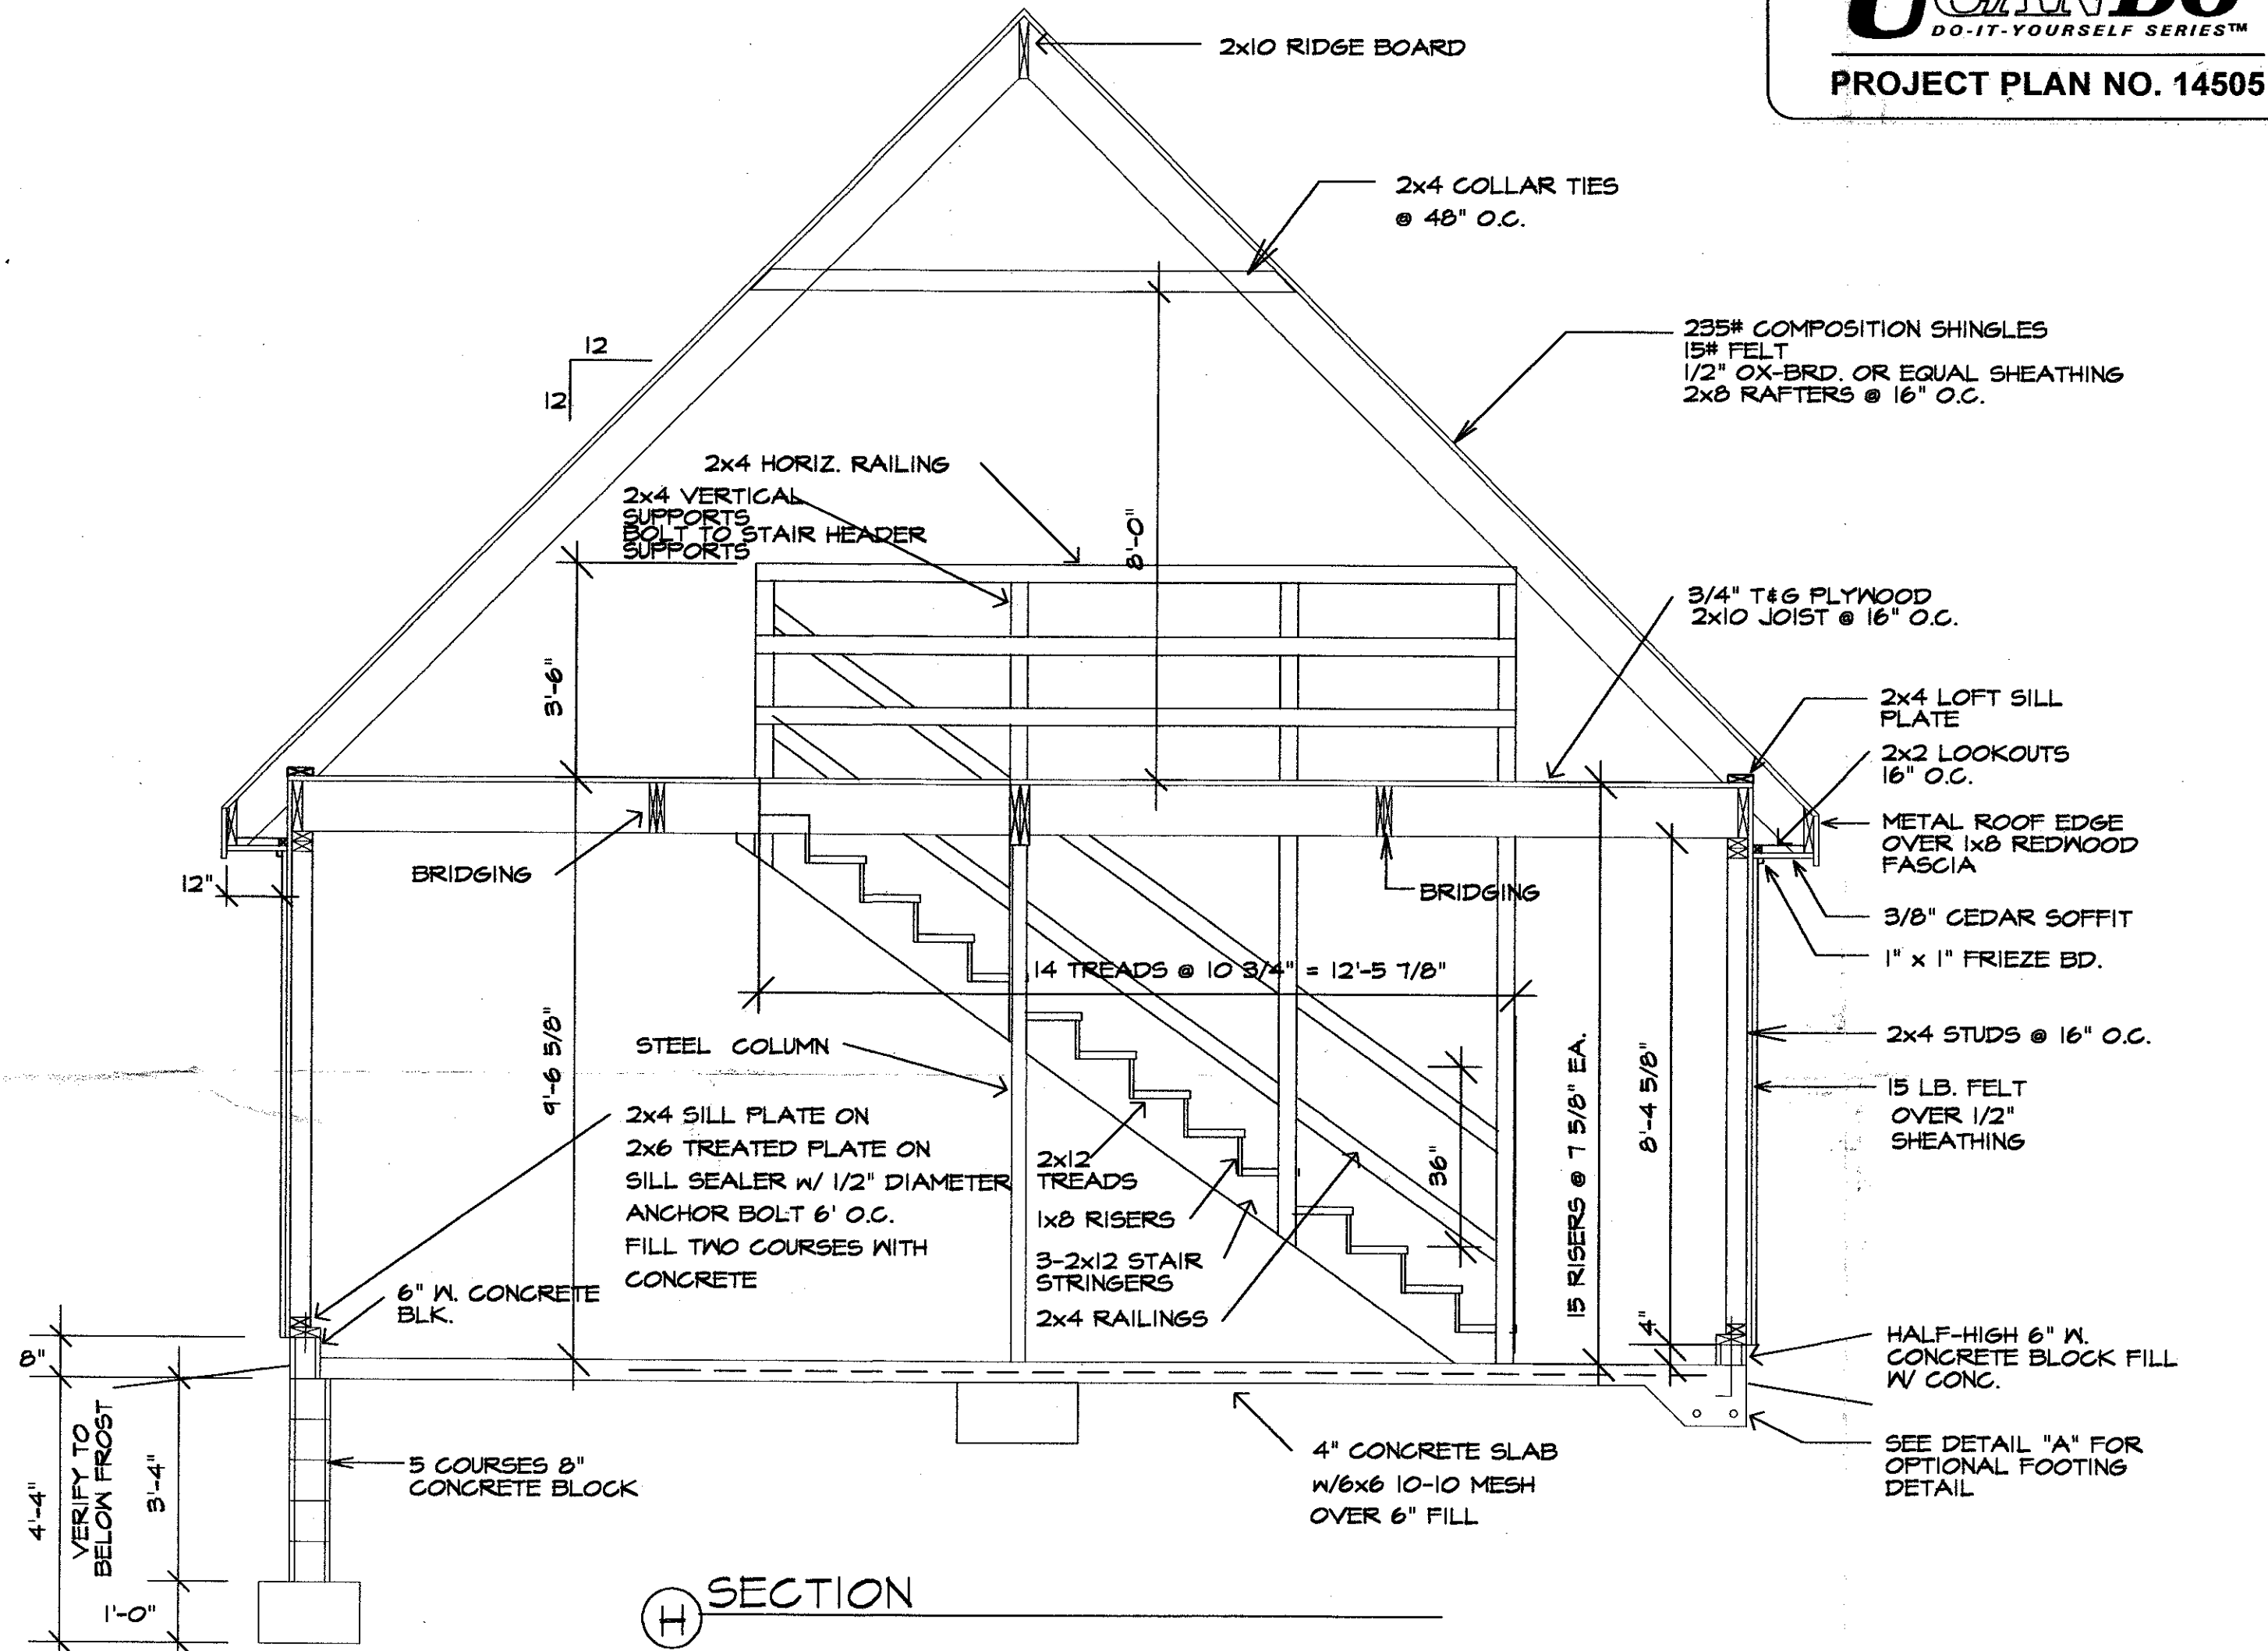 UCANDO
DO-IT-YOURSELF SERIES™
PROJECT PLAN NO. 14505
2x10 RIDGE BOARD
2x4 COLLAR TIES
@ 48" O.C.
235# COMPOSITION SHINGLES
15# FELT
1/2" OX-BRD. OR EQUAL SHEATHING
2x8 RAFTERS @ 16" O.C.
12
12
2x4 HORIZ. RAILING
2x4 VERTICAL
SUPPORTS
BOLT TO STAIR HEADER
SUPPORTS
8'-0"
3'-6"
3/4" T&G PLYWOOD
2x10 JOIST @ 16" O.C.
2x4 LOFT SILL
PLATE
2x2 LOOKOUTS
16" O.C.
METAL ROOF EDGE
OVER 1x8 REDWOOD
FASCIA
3/8" CEDAR SOFFIT
1" x 1" FRIEZE BD.
12"
BRIDGING
BRIDGING
14 TREADS @ 10 3/4" = 12'-5 7/8"
9'-6 5/8"
STEEL COLUMN
2x4 SILL PLATE ON
2x6 TREATED PLATE ON
SILL SEALER W/ 1/2" DIAMETER
ANCHOR BOLT 6' O.C.
FILL TWO COURSES WITH
CONCRETE
2x12
TREADS
1x8 RISERS
3-2x12 STAIR
STRINGERS
2x4 RAILINGS
36"
15 RISERS @ 7 5/8" EA.
8'-4 5/8"
4"
2x4 STUDS @ 16" O.C.
15 LB. FELT
OVER 1/2"
SHEATHING
6" W. CONCRETE
BLK.
8"
4'-4"
VERIFY TO
BELOW FROST
3'-4"
1'-0"
5 COURSES 8"
CONCRETE BLOCK
HALF-HIGH 6" W.
CONCRETE BLOCK FILL
W/ CONC.
SEE DETAIL "A" FOR
OPTIONAL FOOTING
DETAIL
4" CONCRETE SLAB
W/6x6 10-10 MESH
OVER 6" FILL
H SECTION